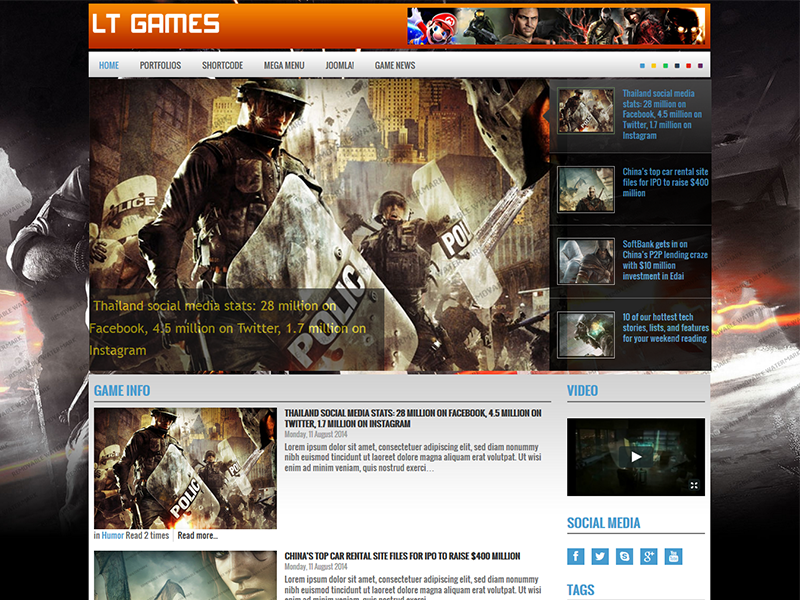 LT GAMES
HOME PORTFOLIOS SHORTCODE MEGA MENU JOOMLA! GAME NEWS
POLICE
POLIC
POLI
Thailand social media stats: 28 million on
Facebook, 4.5 million on Twitter, 1.7 million on
Instagram
Thailand social media
stats: 28 million on
Facebook, 4.5 million on
Twitter, 1.7 million on
Instagram
China's top car rental site
files for IPO to raise $400
million
SoftBank gets in on
China's P2P lending craze
with $10 million
investment in Edai
10 of our hottest tech
stories, lists, and features
for your weekend reading
GAME INFO
POLIC
THAILAND SOCIAL MEDIA STATS: 28 MILLION ON FACEBOOK, 4.5 MILLION ON
TWITTER, 1.7 MILLION ON INSTAGRAM
Monday, 11 August 2014
Lorem ipsum dolor sit amet, consectetuer adipiscing elit, sed diam nonummy
nibh euismod tincidunt ut laoreet dolore magna aliquam erat volutpat. Ut wisi
enim ad minim veniam, quis nostrud exerci...
in Humor Read 2 times Read more...
CHINA'S TOP CAR RENTAL SITE FILES FOR IPO TO RAISE $400 MILLION
Monday, 11 August 2014
Lorem ipsum dolor sit amet, consectetuer adipiscing elit, sed diam nonummy
nibh euismod tincidunt ut laoreet dolore magna aliquam erat volutpat. Ut wisi
VIDEO
SOCIAL MEDIA
TAGS